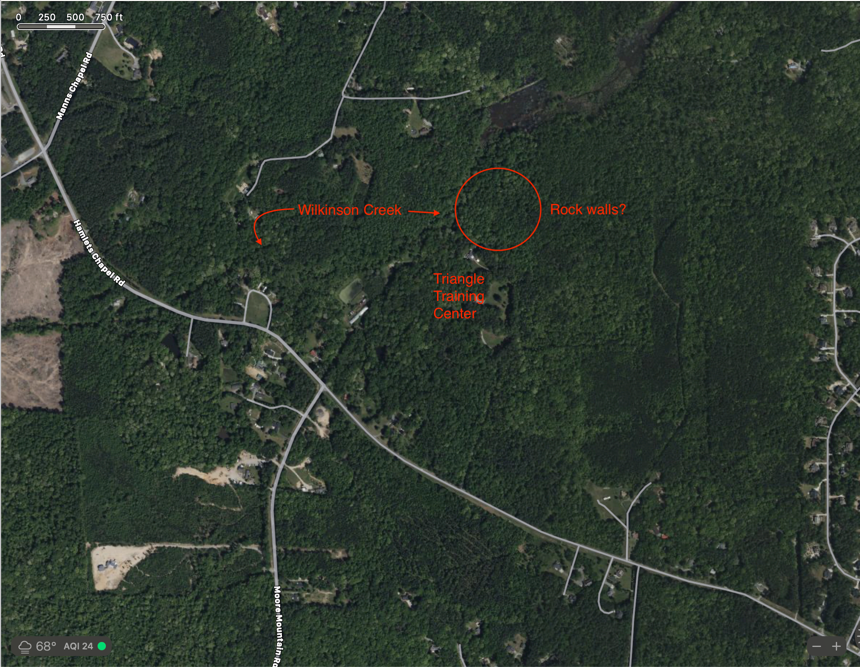 0 250 500 750 ft
Manns Chapel Rd
Wilkinson Creek
Rock walls?
Hamlets Chapel Rd
Triangle
Training
Center
Moore Mountain R
68° AQI 24